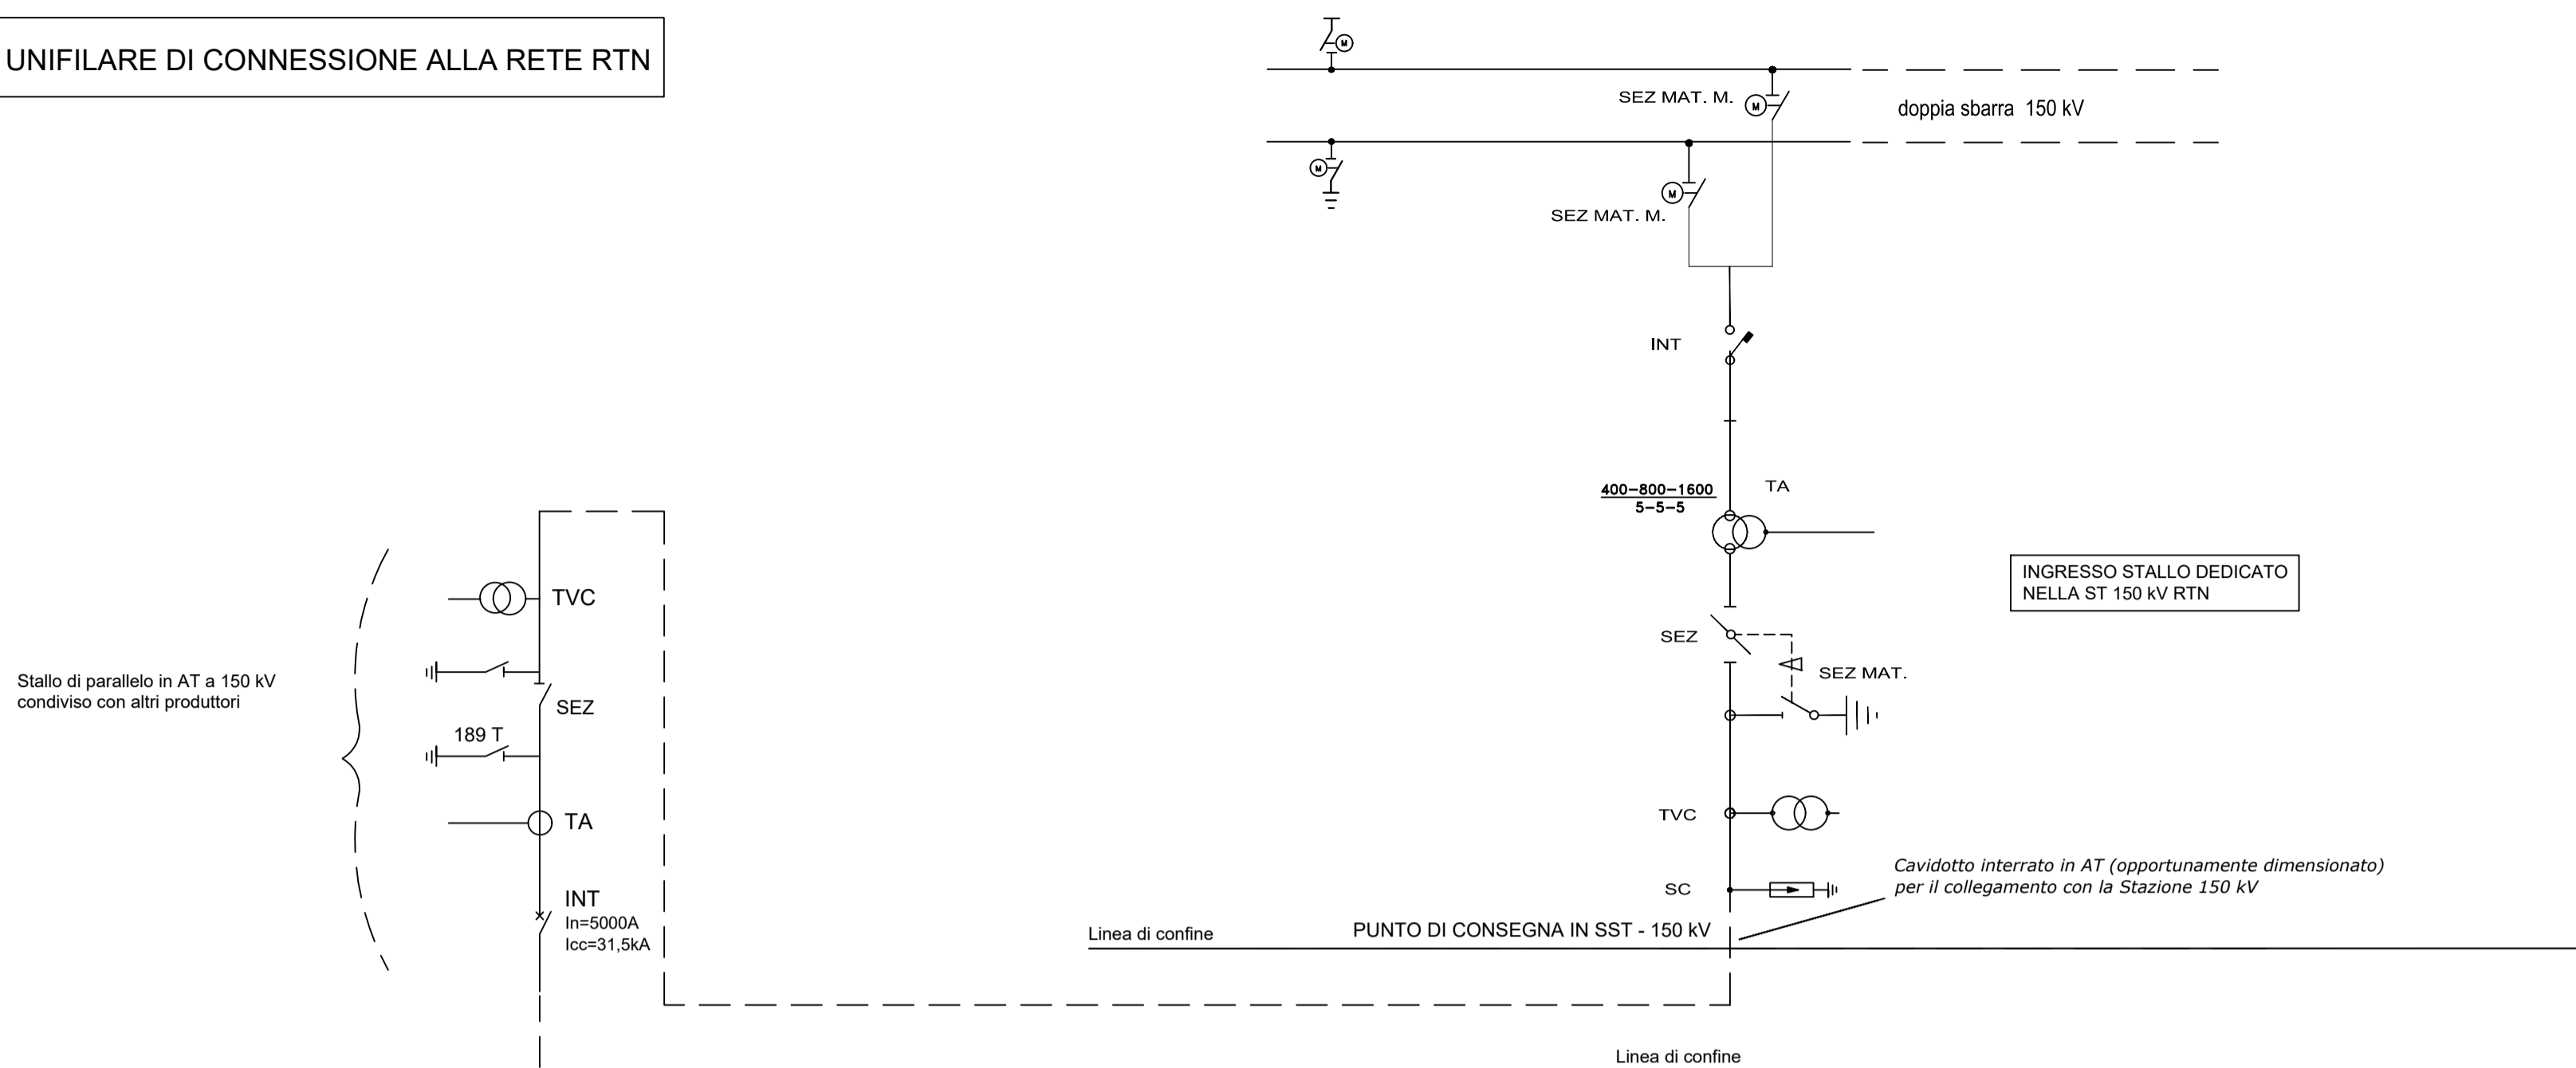 UNIFILARE DI CONNESSIONE ALLA RETE RTN
M
SEZ MAT. M.
M
doppia sbarra 150 kV
M
M
SEZ MAT. M.
INT
400-800-1600
5-5-5
TA
INGRESSO STALLO DEDICATO
NELLA ST 150 kV RTN
TVC
SEZ
SEZ MAT.
Stallo di parallelo in AT a 150 kV
condiviso con altri produttori
SEZ
189 T
TA
TVC
Cavidotto interrato in AT (opportunamente dimensionato)
per il collegamento con la Stazione 150 kV
SC
INT
In=5000A
Icc=31,5kA
Linea di confine
PUNTO DI CONSEGNA IN SST - 150 kV
Linea di confine